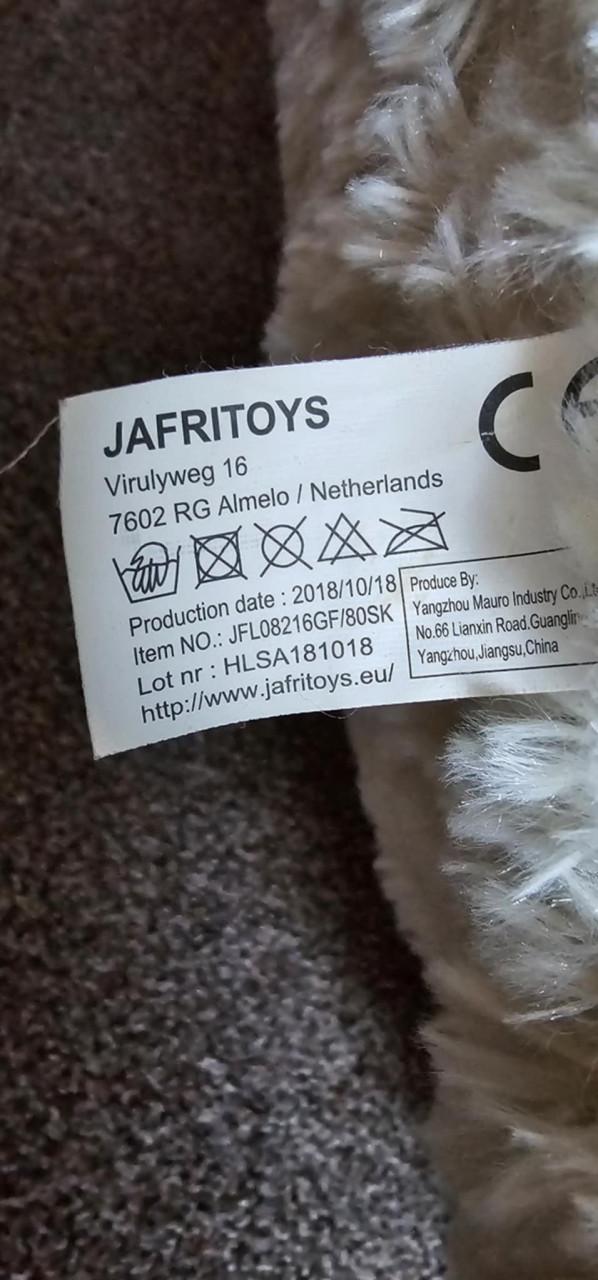 JAFRITOYS
Virulyweg 16
7602 RG Almelo / Netherlands
Production date : 2018/10/18
Item NO.: JFL08216GF/80SK
Lot nr : HLSA181018
http://www.jafritoys.eu/
CE
Produce By:
Yangzhou Mauro Industry Co.,
No.66 Lianxin Road.
Yangzhou,Jiangsu,China